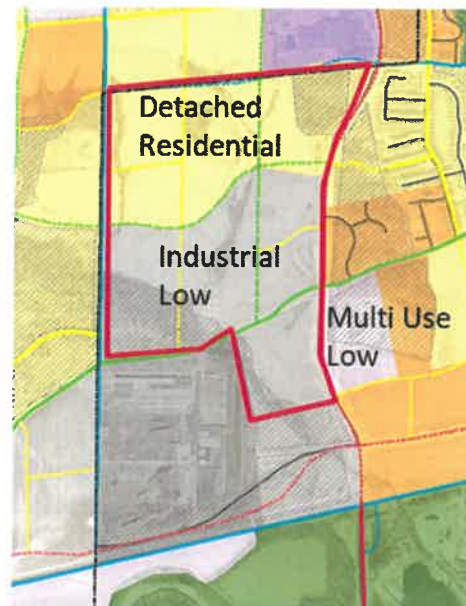 Detached
Residential
Industrial
Low
Multi Use
Low